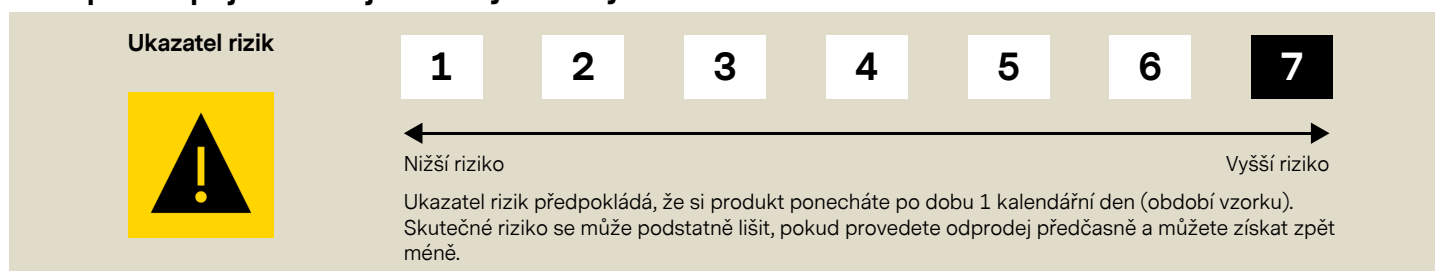 Ukazatel rizik
1 2 3 4 5 6 7
Nižší riziko Vyšší riziko
Ukazatel rizik předpokládá, že si produkt ponecháte po dobu 1 kalendářní den (období vzorku).
Skutečné riziko se může podstatně lišit, pokud provedete odprodej předčasně a můžete získat zpět
méně.